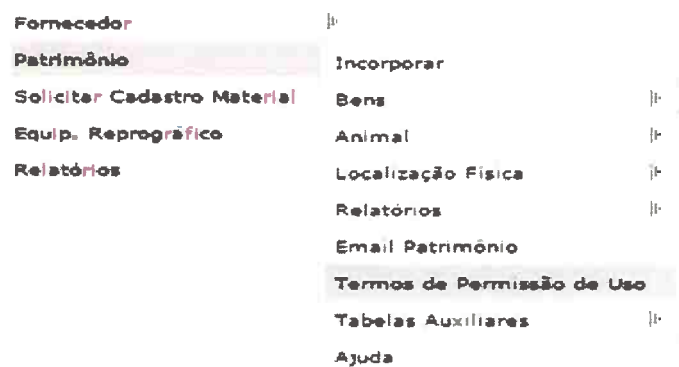 Fornecedor
Patrimônio
Solicitar Cadastro Material
Equip. Reprográfico
Relatórios
Incorporar
Bens
Animal
Localização Física
Relatórios
Email Patrimônio
Termos de Permissão de Uso
Tabelas Auxiliares
Ajuda